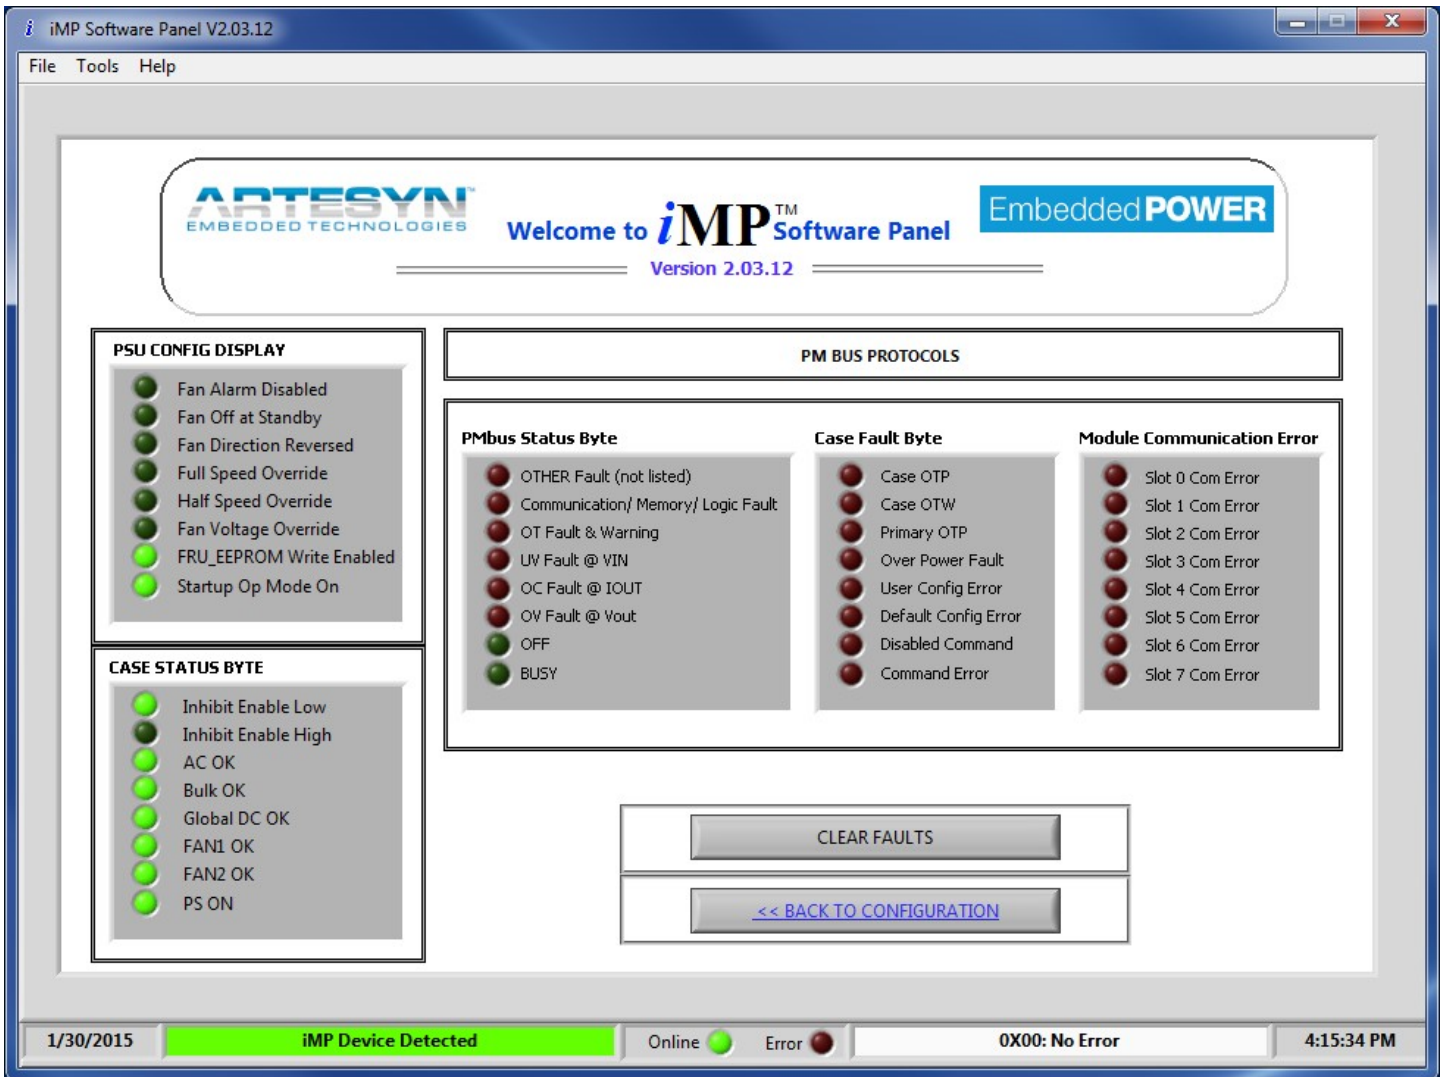 iMP Software Panel V2.03.12
File Tools Help
ARTESYN™
EMBEDDED TECHNOLOGIES
Welcome to iMP™ Software Panel
Version 2.03.12
Embedded POWER
PSU CONFIG DISPLAY
Fan Alarm Disabled
Fan Off at Standby
Fan Direction Reversed
Full Speed Override
Half Speed Override
Fan Voltage Override
FRU_EEPROM Write Enabled
Startup Op Mode On
CASE STATUS BYTE
Inhibit Enable Low
Inhibit Enable High
AC OK
Bulk OK
Global DC OK
FAN1 OK
FAN2 OK
PS ON
PM BUS PROTOCOLS
PMbus Status Byte
OTHER Fault (not listed)
Communication/ Memory/ Logic Fault
OT Fault & Warning
UV Fault @ VIN
OC Fault @ IOUT
OV Fault @ Vout
OFF
BUSY
Case Fault Byte
Case OTP
Case OTW
Primary OTP
Over Power Fault
User Config Error
Default Config Error
Disabled Command
Command Error
Module Communication Error
Slot 0 Com Error
Slot 1 Com Error
Slot 2 Com Error
Slot 3 Com Error
Slot 4 Com Error
Slot 5 Com Error
Slot 6 Com Error
Slot 7 Com Error
CLEAR FAULTS
<< BACK TO CONFIGURATION
1/30/2015 iMP Device Detected Online Error 0X00: No Error 4:15:34 PM